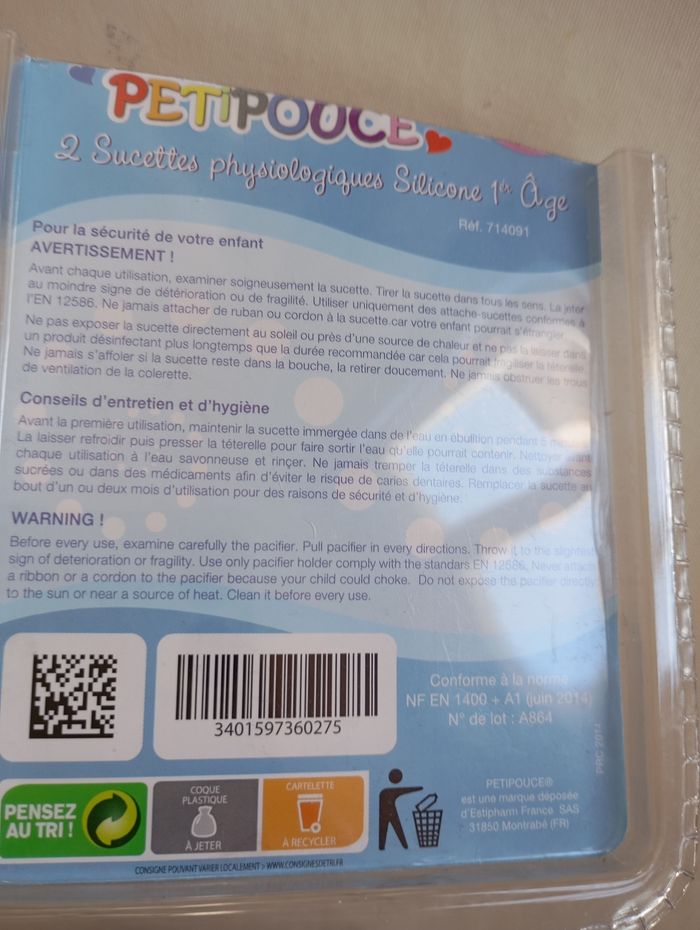 PETiPOUCE
2 Sucettes physiologiques Silicone 1er Âge
Réf. 714091
Pour la sécurité de votre enfant
AVERTISSEMENT !
Avant chaque utilisation, examiner soigneusement la sucette. Tirer la sucette dans tous les sens. La jeter
au moindre signe de détérioration ou de fragilité. Utiliser uniquement des attache-sucettes conformes à
l'EN 12586. Ne jamais attacher de ruban ou cordon à la sucette car votre enfant pourrait s'étrangler.
Ne pas exposer la sucette directement au soleil ou près d'une source de chaleur et ne pas la laisser dans
un produit désinfectant plus longtemps que la durée recommandée car cela pourrait fragiliser la téterelle.
Ne jamais s'affoler si la sucette reste dans la bouche, la retirer doucement. Ne jamais obstruer les trous
de ventilation de la colerette.
Conseils d'entretien et d'hygiène
Avant la première utilisation, maintenir la sucette immergée dans de l'eau en ébulition pendant 5 minutes.
La laisser refroidir puis presser la téterelle pour faire sortir l'eau qu'elle pourrait contenir. Nettoyer avant
chaque utilisation à l'eau savonneuse et rinçer. Ne jamais tremper la téterelle dans des substances
sucrées ou dans des médicaments afin d'éviter le risque de caries dentaires. Remplacer la sucette au
bout d'un ou deux mois d'utilisation pour des raisons de sécurité et d'hygiène.
WARNING !
Before every use, examine carefully the pacifier. Pull pacifier in every directions. Throw it to the slightest
sign of deterioration or fragility. Use only pacifier holder comply with the standars EN 12586. Never attach
a ribbon or a cordon to the pacifier because your child could choke. Do not expose the pacifier directly
to the sun or near a source of heat. Clean it before every use.
3401597360275
Conforme à la norme
NF EN 1400 + A1 (juin 2014)
N° de lot : A864
PRC 2014
PENSEZ
AU TRI !
COQUE
PLASTIQUE
À JETER
CARTELETTE
À RECYCLER
PETIPOUCE®
est une marque déposée
d'Estipharm France SAS
31850 Montrabé (FR)
CONSIGNE POUVANT VARIER LOCALEMENT > WWW.CONSIGNESDETRI.FR